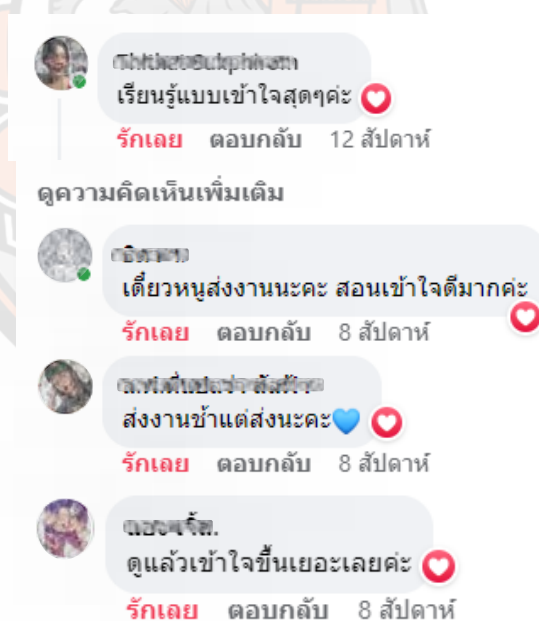 เรียนรู้แบบเข้าใจสุดๆค่ะ
รักเลย ตอบกลับ 12 สัปดาห์
ดูความคิดเห็นเพิ่มเติม
เดี๋ยวหนูส่งงานนะคะ สอนเข้าใจดีมากค่ะ
รักเลย ตอบกลับ 8 สัปดาห์
ส่งงานช้าแต่ส่งนะคะ💙
รักเลย ตอบกลับ 8 สัปดาห์
ดูแล้วเข้าใจขึ้นเยอะเลยค่ะ
รักเลย ตอบกลับ 8 สัปดาห์